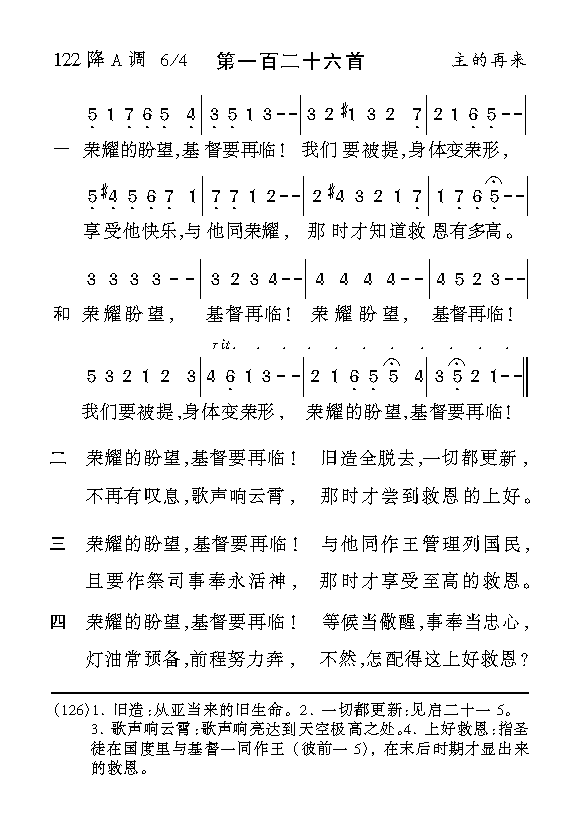 122 降 A 调 6/4 第一百二十六首 主的再来
5 1 7 6 5 4 | 3 5 1 3 - - | 3 2 #1 3 2 7 | 2 1 6 5 - - |
一 荣耀的盼望,基督要再临! 我们要被提,身体变荣形,
5 #4 5 6 7 1 | 7 7 1 2 - - | 2 #4 3 2 1 7 | 1 7 6 5 - - |
享受他快乐,与他同荣耀, 那时才知道救恩有多高。
3 3 3 3 - - | 3 2 3 4 - - | 4 4 4 4 - - | 4 5 2 3 - - |
和 荣耀盼望, 基督再临! 荣耀盼望, 基督再临!
rit. . . . . . . . . . . .
5 3 2 1 2 3 | 4 6 1 3 - - | 2 1 6 5 5 4 | 3 5 2 1 - - ‖
我们要被提,身体变荣形, 荣耀的盼望,基督要再临!
二 荣耀的盼望,基督要再临! 旧造全脱去,一切都更新,
不再有叹息,歌声响云霄, 那时才尝到救恩的上好。
三 荣耀的盼望,基督要再临! 与他同作王管理列国民,
且要作祭司事奉永活神, 那时才享受至高的救恩。
四 荣耀的盼望,基督要再临! 等候当儆醒,事奉当忠心,
灯油常预备,前程努力奔, 不然,怎配得这上好救恩?
(126)1. 旧造:从亚当来的旧生命。2. 一切都更新:见启二十一5。
3. 歌声响云霄:歌声响亮达到天空极高之处。4. 上好救恩:指圣
徒在国度里与基督一同作王(彼前一5),在末后时期才显出来
的救恩。